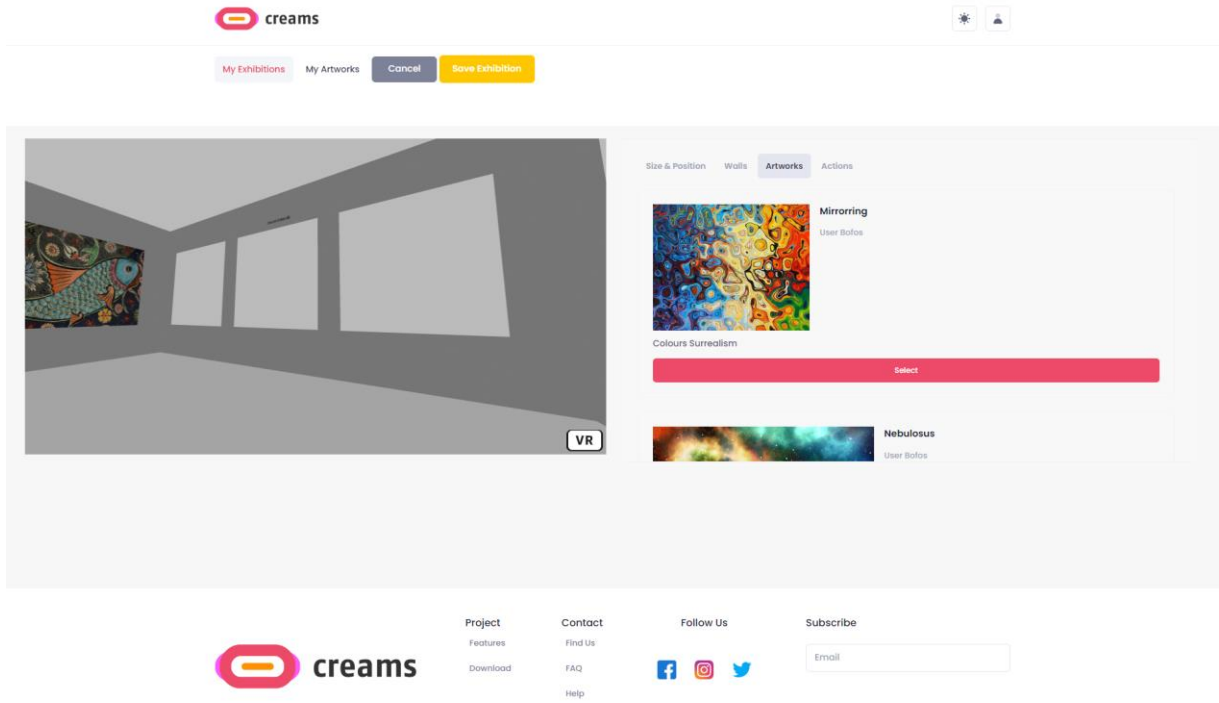 creams
My Exhibitions My Artworks Cancel Save Exhibition
Size & Position Walls Artworks Actions
Mirrorring
User Bofos
Colours Surrealism
Select
VR
Nebulosus
User Bofos
Project Contact Follow Us Subscribe
Features Find Us
creams Download FAQ Email
Help